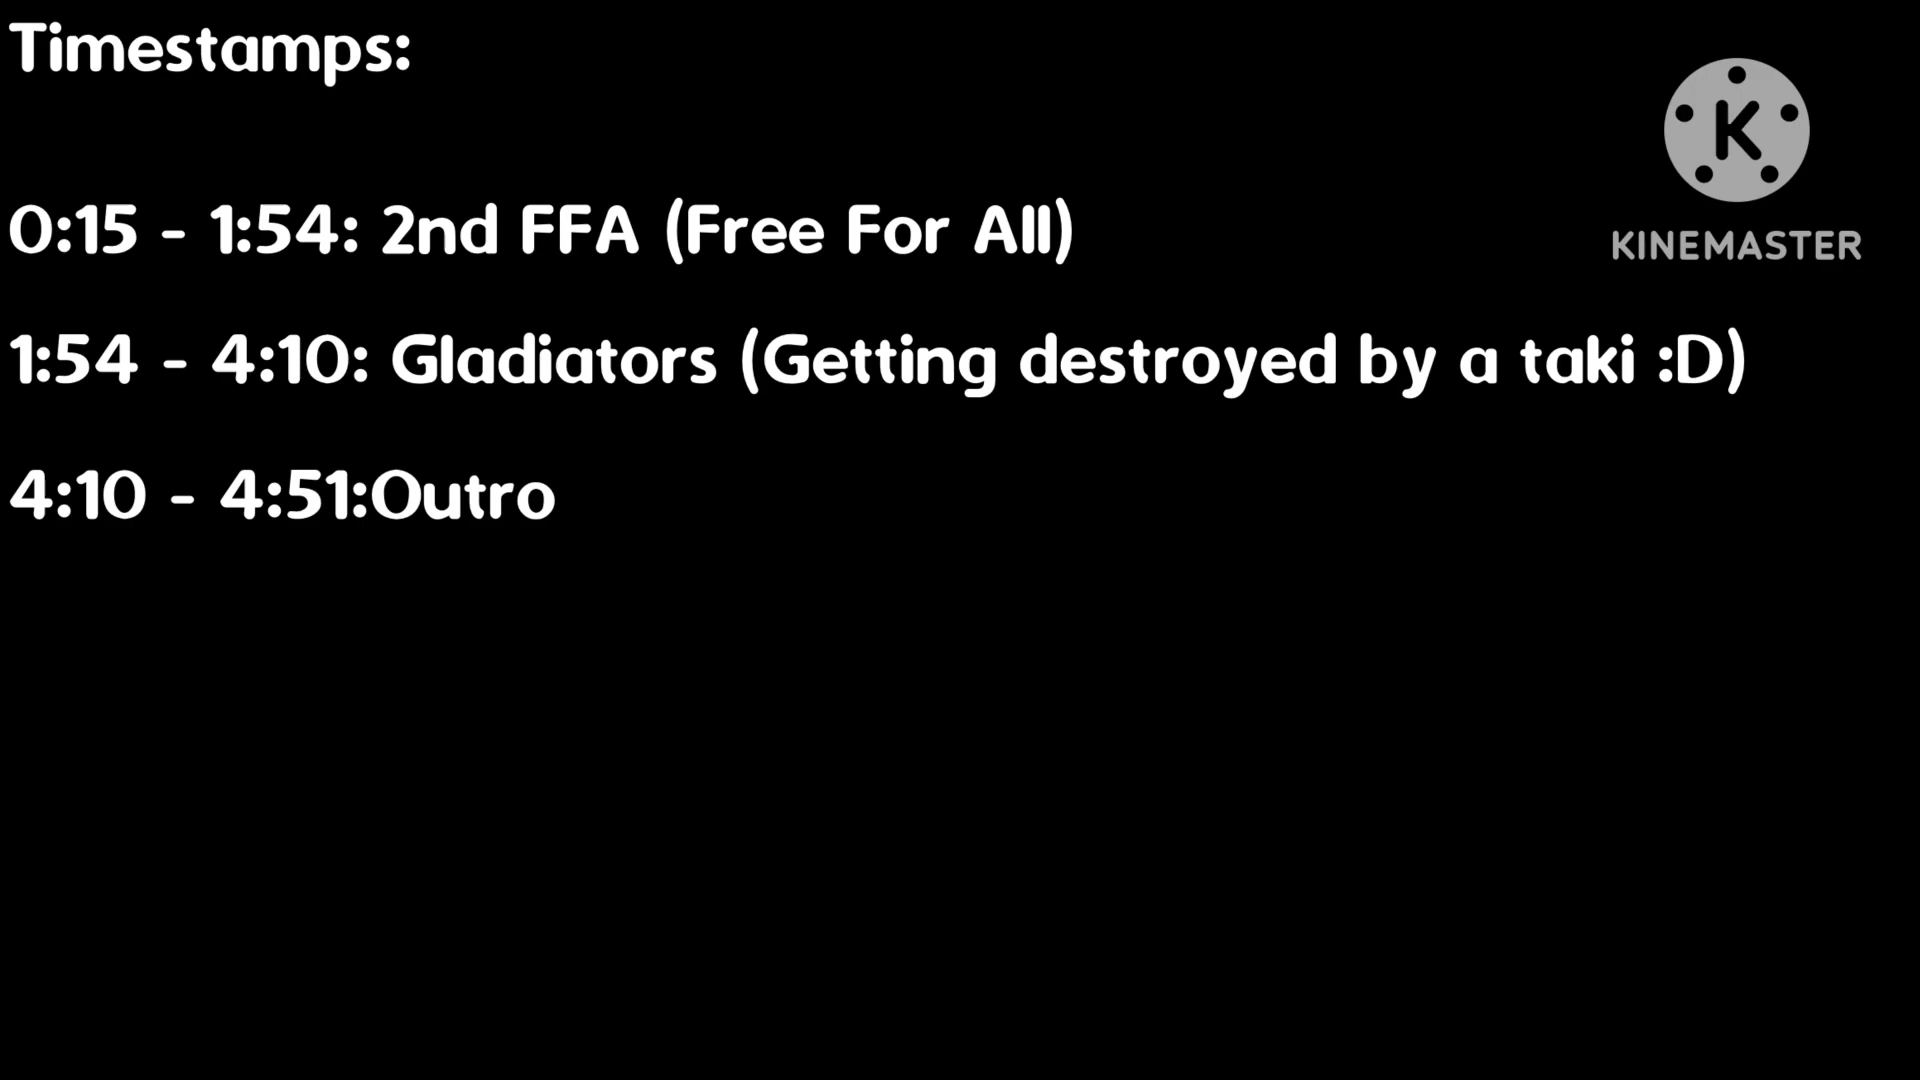 Timestamps:
K
KINEMASTER
0:15 - 1:54: 2nd FFA (Free For All)
1:54 - 4:10: Gladiators (Getting destroyed by a taki :D)
4:10 - 4:51:Outro